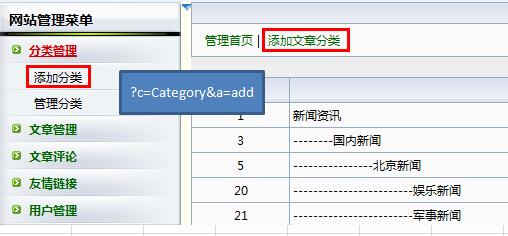 网站管理菜单
分类管理
添加分类
管理分类
文章管理
文章评论
友情链接
用户管理
管理首页 | 添加文章分类
?c=Category&a=add
1 新闻资讯
3 --------国内新闻
5 ----------------北京新闻
20 ------------------------娱乐新闻
21 ------------------------军事新闻